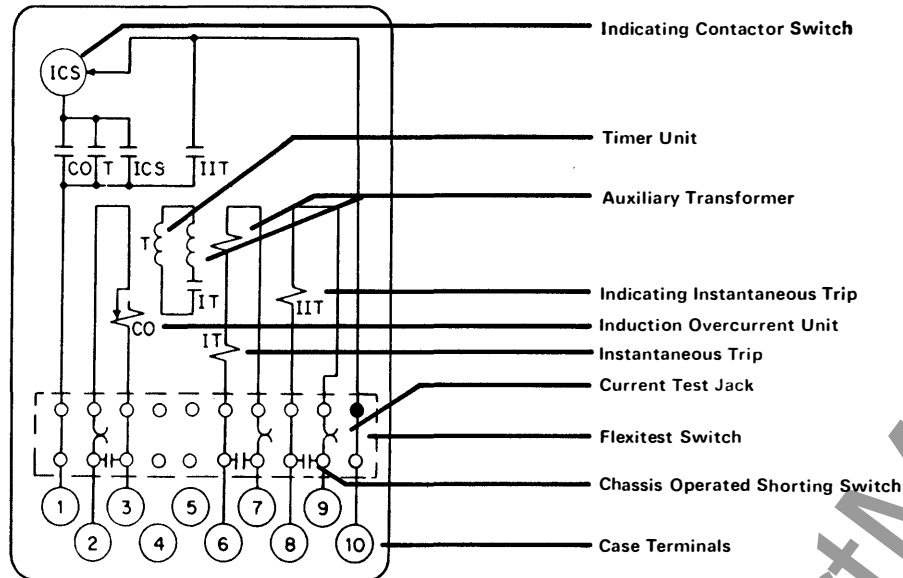 Indicating Contactor Switch
ICS
Timer Unit
CO T ICS IIT
Auxiliary Transformer
T
IT
IIT
Indicating Instantaneous Trip
CO
Induction Overcurrent Unit
IT
Instantaneous Trip
Current Test Jack
Flexitest Switch
Chassis Operated Shorting Switch
1 3 5 7 9
2 4 6 8 10
Case Terminals